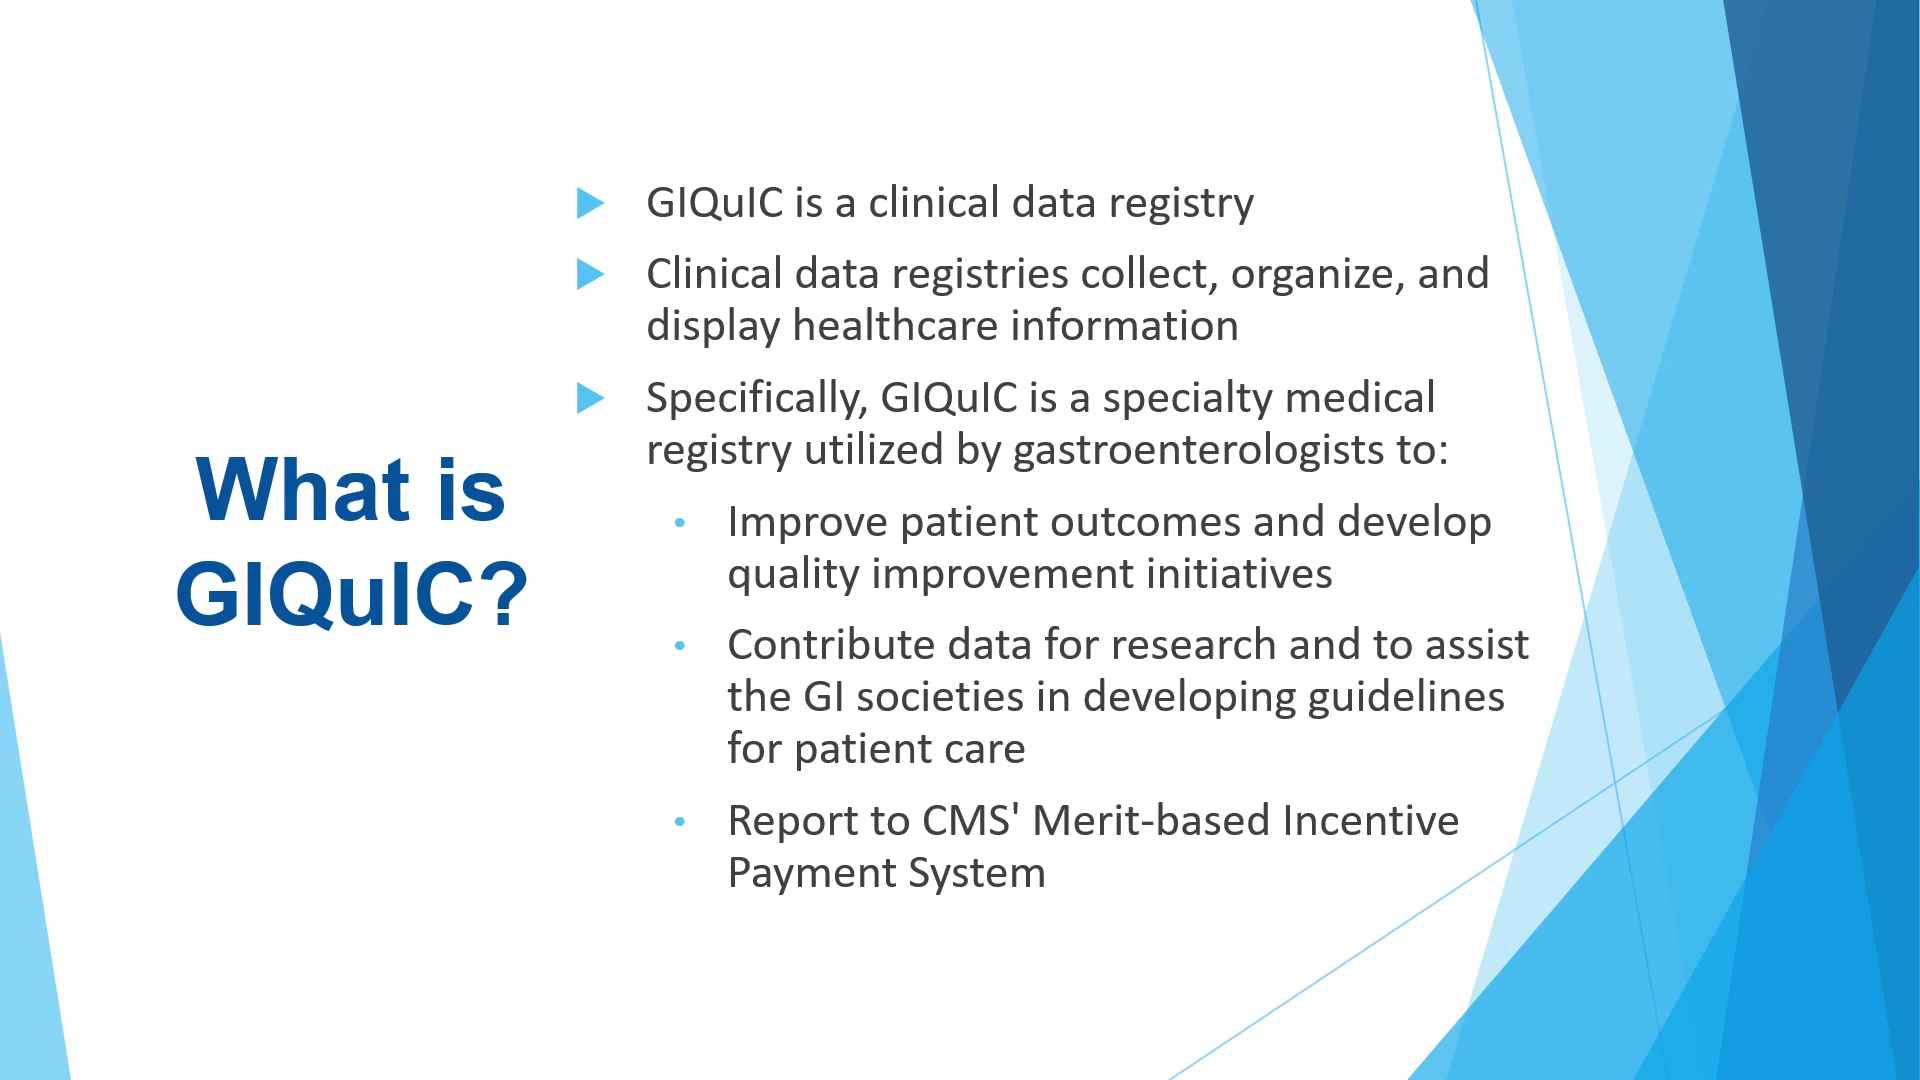 What is
GIQuIC?
GIQuIC is a clinical data registry
Clinical data registries collect, organize, and
display healthcare information
Specifically, GIQuIC is a specialty medical
registry utilized by gastroenterologists to:
Improve patient outcomes and develop
quality improvement initiatives
Contribute data for research and to assist
the GI societies in developing guidelines
for patient care
Report to CMS' Merit-based Incentive
Payment System